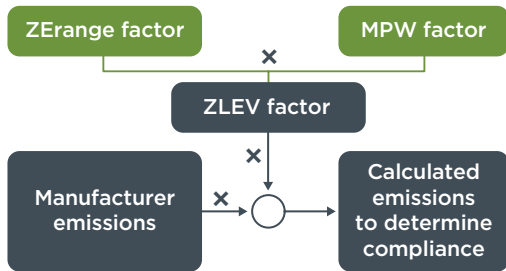 ZErange factor
MPW factor
×
ZLEV factor
×
Manufacturer
emissions
×
Calculated
emissions
to determine
compliance